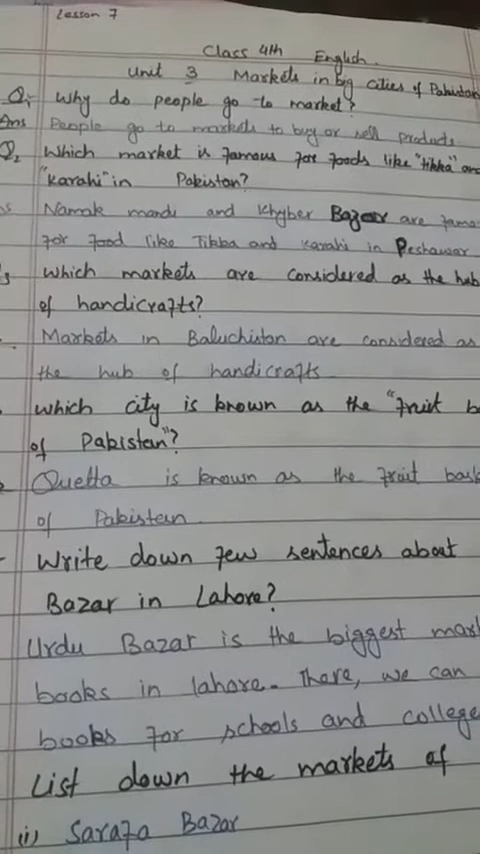 Lesson 7
Class 4th English.
Unit 3 Markets in big cities of Pakistan
Q1 Why do people go to market?
Ans People go to markets to buy or sell products
Q2 Which market is famous for foods like "tikka" and
"karahi" in Pakistan?
Namak mandi and Khyber Bazar are
for food like Tikka and karahi in Peshawar
which markets are considered as the hub
of handicrafts?
Markets in Baluchistan are considered as
the hub of handicrafts
which city is known as the "fruit
of Pakistan"?
Quetta is known as the fruit
of Pakistan
Write down few sentences about
Bazar in Lahore?
Urdu Bazar is the biggest
books in lahore. There, we can
books for schools and college
List down the markets of
(i) Sarafa Bazar